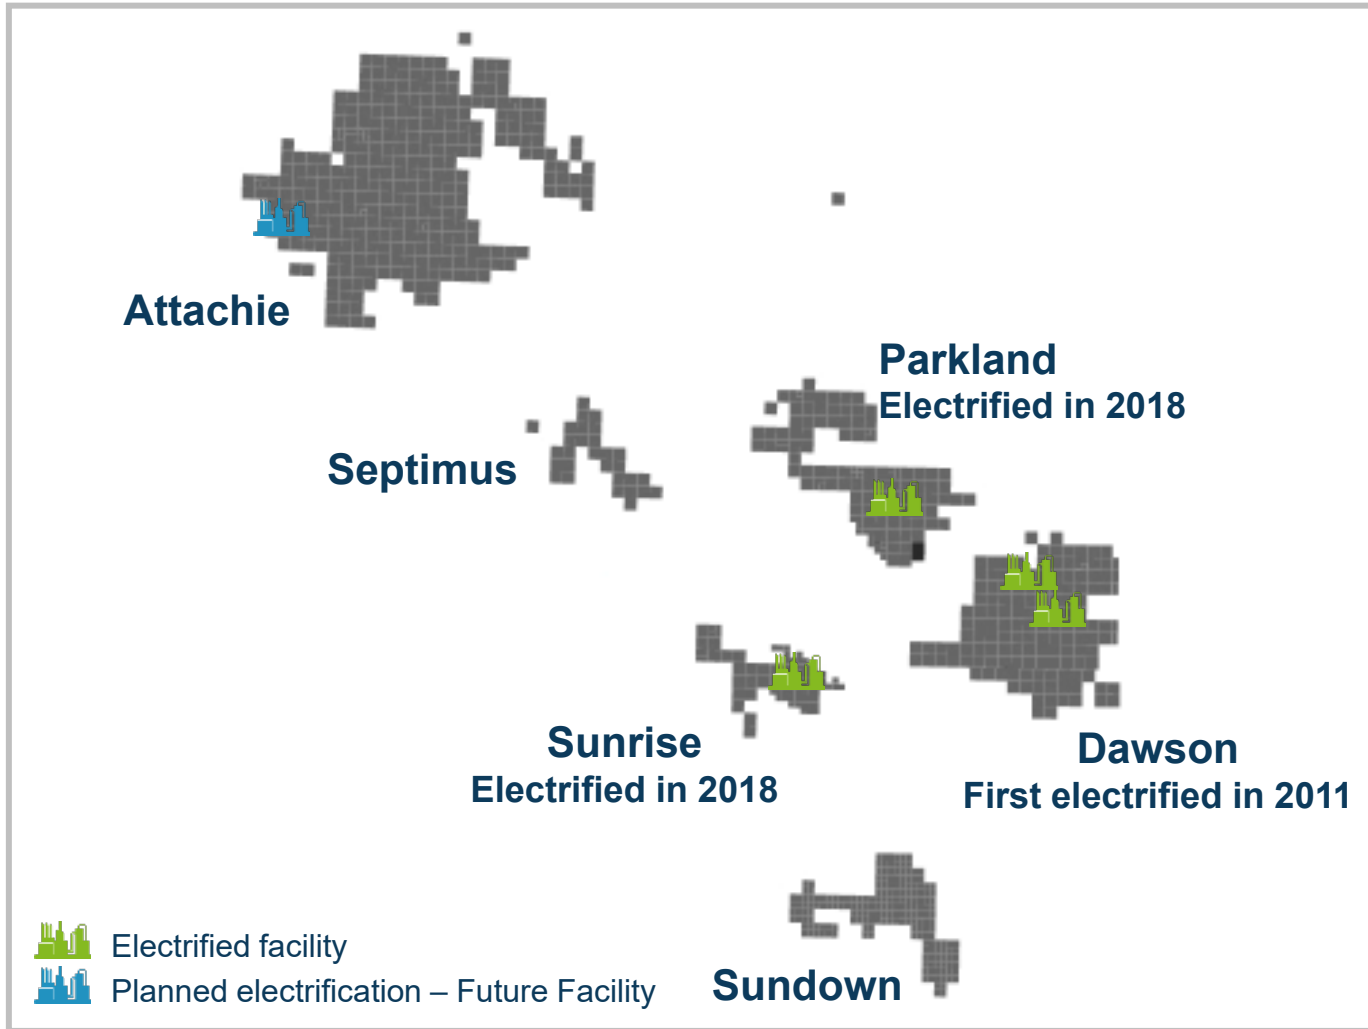 Attachie
Parkland
Electrified in 2018
Septimus
Sunrise
Electrified in 2018
Dawson
First electrified in 2011
Sundown
Electrified facility
Planned electrification – Future Facility